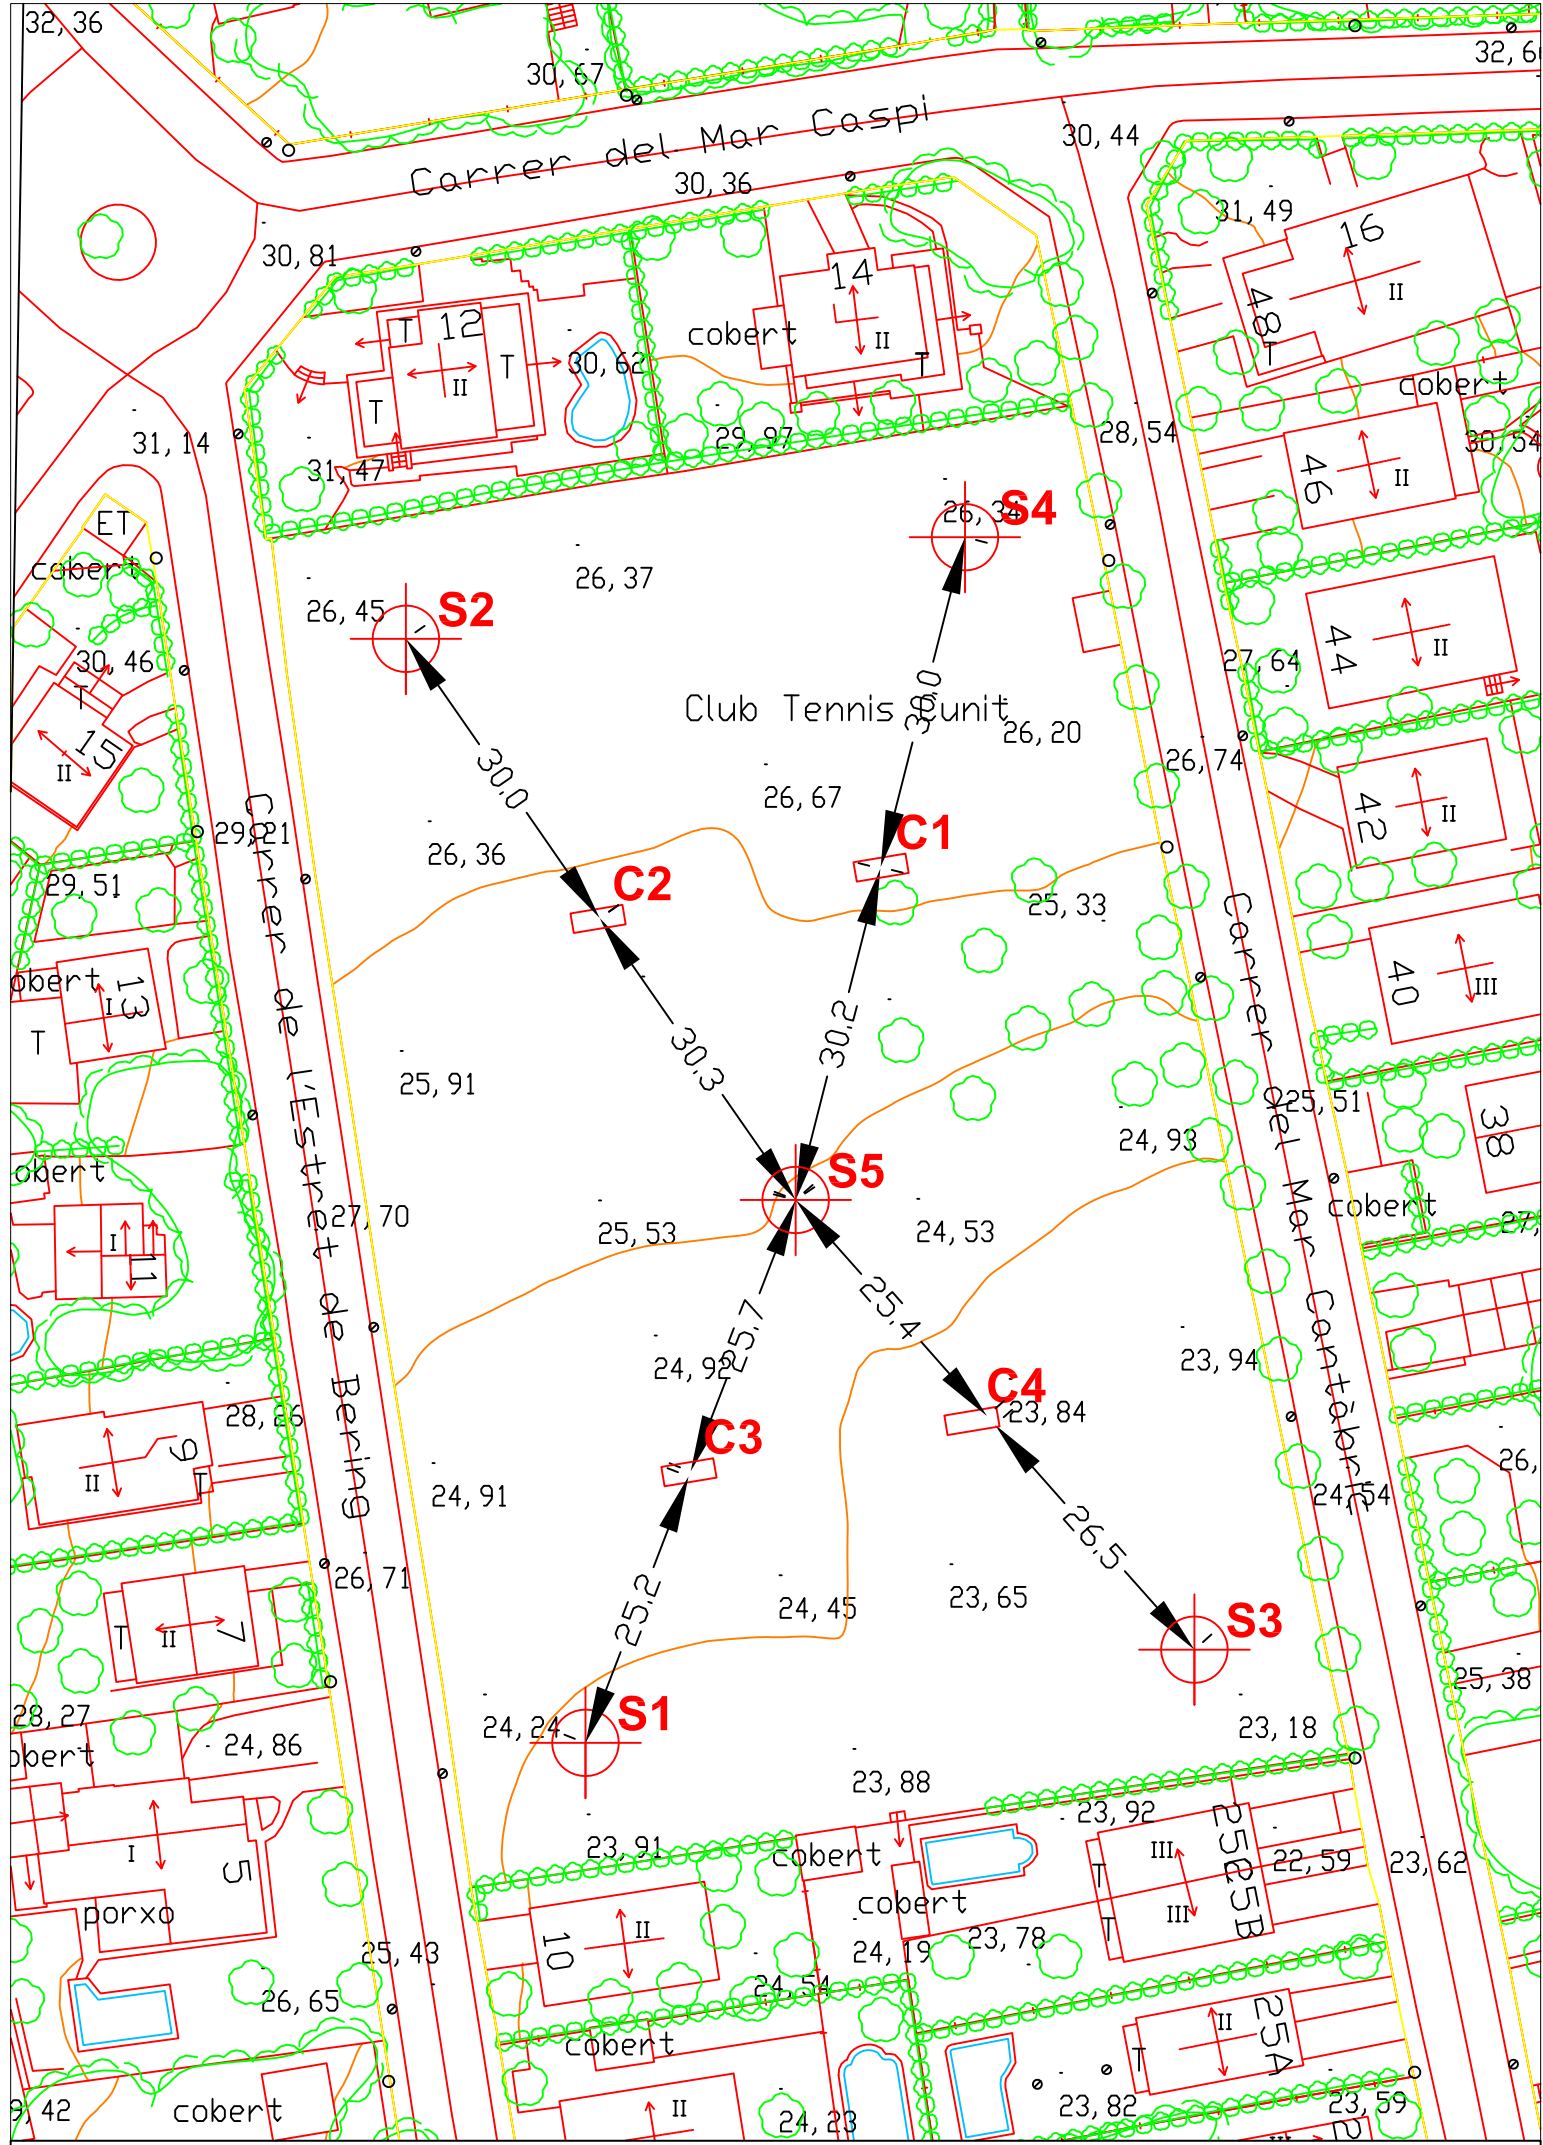 32,36
30,67
32,6
Carrer del Mar Caspi
30,44
30,36
31,49
16
30,81
14
II
cobert
II
48
T
12
T
T
II
30,62
T
T
cobert
31,14
31,47
29,97
28,54
30,54
46
II
26,34
S4
ET
cobert
26,37
26,45
S2
44
II
30,46
T
27,64
30.0
Club Tennis Cunit
26,20
15
II
26,74
30.0
26,67
42
II
Carrer de l'Estret de Bering
29,21
26,36
C1
29,51
C2
25,33
Carrer del Mar Cantàbric
obert
13
I
T
40
III
30.2
30.3
25,91
25,51
24,93
38
obert
S5
cobert
27,70
25,53
24,53
27,
I
11
25.7
25.4
24,92
23,94
C4
23,84
28,26
C3
9
T
II
24,91
24,54
26,
26.5
26,71
25.2
24,45
23,65
T
II
7
S3
S1
25,38
28,27
24,24
23,18
obert
24,86
23,88
23,92
23,91
I
5
cobert
III
25C
22,59
23,62
T
porxo
cobert
III
25B
T
10
II
25,43
24,19
23,78
24,54
26,65
II
25A
cobert
T
9,42
cobert
II
24,23
23,82
23,59
III